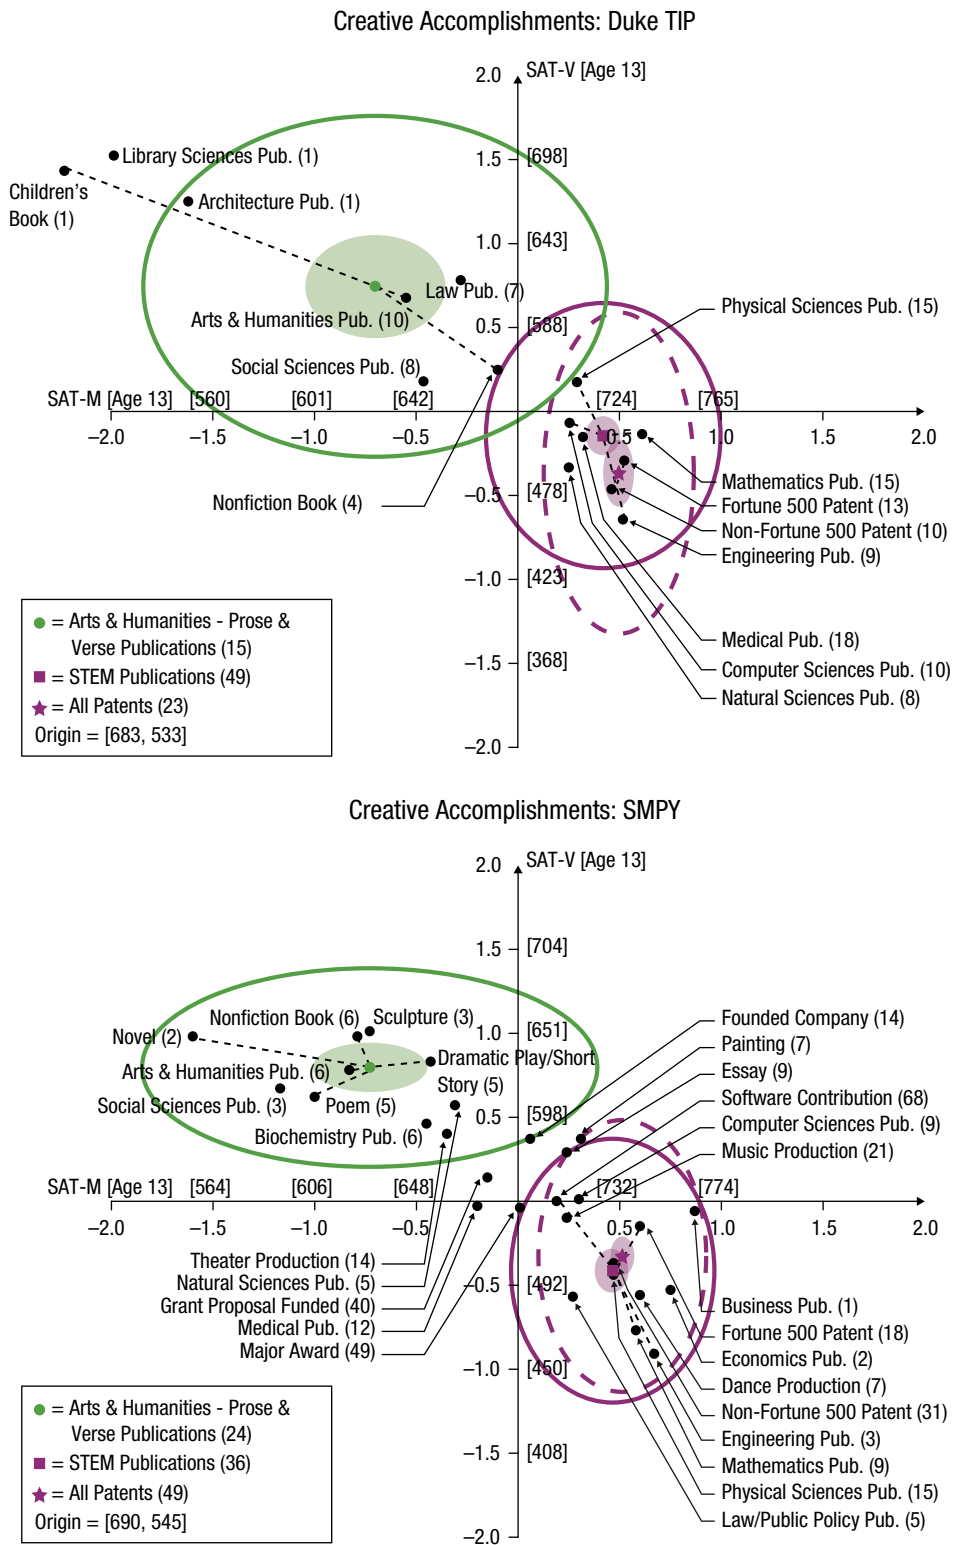 Creative Accomplishments: Duke TIP
2.0
SAT-V [Age 13]
1.5
[698]
Library Sciences Pub. (1)
Children's
Book (1)
Architecture Pub. (1)
1.0
[643]
Law Pub. (7)
Arts & Humanities Pub. (10)
0.5
[588]
Physical Sciences Pub. (15)
Social Sciences Pub. (8)
SAT-M [Age 13]
[560]
[601]
[642]
[724]
[765]
–2.0
–1.5
–1.0
–0.5
0.5
1.0
1.5
2.0
Nonfiction Book (4)
–0.5
[478]
Mathematics Pub. (15)
Fortune 500 Patent (13)
Non-Fortune 500 Patent (10)
Engineering Pub. (9)
–1.0
[423]
Medical Pub. (18)
Computer Sciences Pub. (10)
Natural Sciences Pub. (8)
–1.5
[368]
–2.0
= Arts & Humanities - Prose &
Verse Publications (15)
= STEM Publications (49)
= All Patents (23)
Origin = [683, 533]
Creative Accomplishments: SMPY
2.0
SAT-V [Age 13]
1.5
[704]
Nonfiction Book (6)
Sculpture (3)
Novel (2)
1.0
[651]
Founded Company (14)
Painting (7)
Essay (9)
Software Contribution (68)
Computer Sciences Pub. (9)
Music Production (21)
Dramatic Play/Short
Story (5)
Arts & Humanities Pub. (6)
Social Sciences Pub. (3)
Poem (5)
Biochemistry Pub. (6)
0.5
[598]
SAT-M [Age 13]
[564]
[606]
[648]
[732]
[774]
–2.0
–1.5
–1.0
–0.5
0.5
1.0
1.5
2.0
Theater Production (14)
Natural Sciences Pub. (5)
Grant Proposal Funded (40)
Medical Pub. (12)
Major Award (49)
–0.5
[492]
Business Pub. (1)
Fortune 500 Patent (18)
Economics Pub. (2)
Dance Production (7)
Non-Fortune 500 Patent (31)
Engineering Pub. (3)
Mathematics Pub. (9)
Physical Sciences Pub. (15)
Law/Public Policy Pub. (5)
–1.0
[450]
–1.5
[408]
–2.0
= Arts & Humanities - Prose &
Verse Publications (24)
= STEM Publications (36)
= All Patents (49)
Origin = [690, 545]